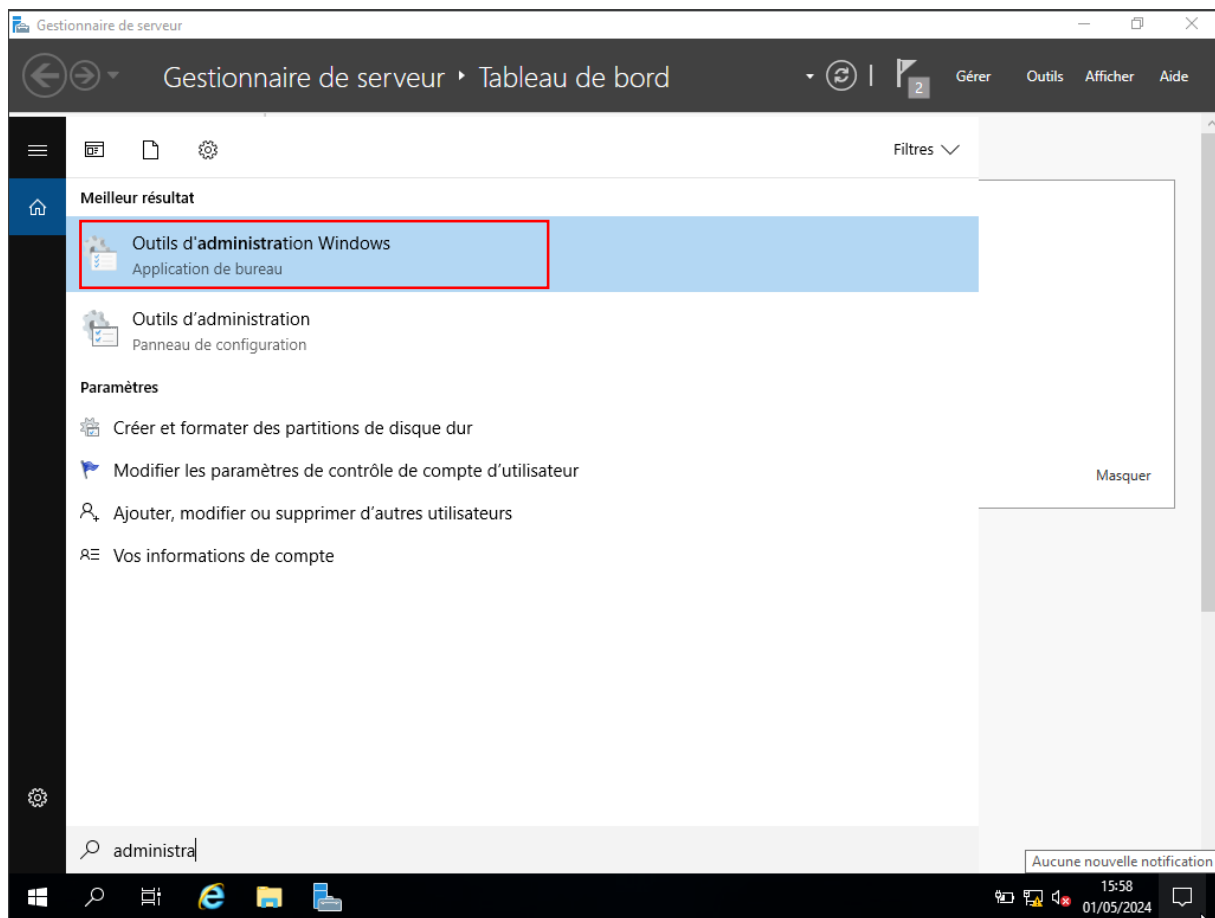 Gestionnaire de serveur
Gestionnaire de serveur ‣ Tableau de bord
2
Gérer
Outils
Afficher
Aide
Filtres
Meilleur résultat
Outils d'administration Windows
Application de bureau
Outils d’administration
Panneau de configuration
Paramètres
Créer et formater des partitions de disque dur
Modifier les paramètres de contrôle de compte d’utilisateur
Masquer
Ajouter, modifier ou supprimer d’autres utilisateurs
Vos informations de compte
administra
Aucune nouvelle notification
15:58
01/05/2024